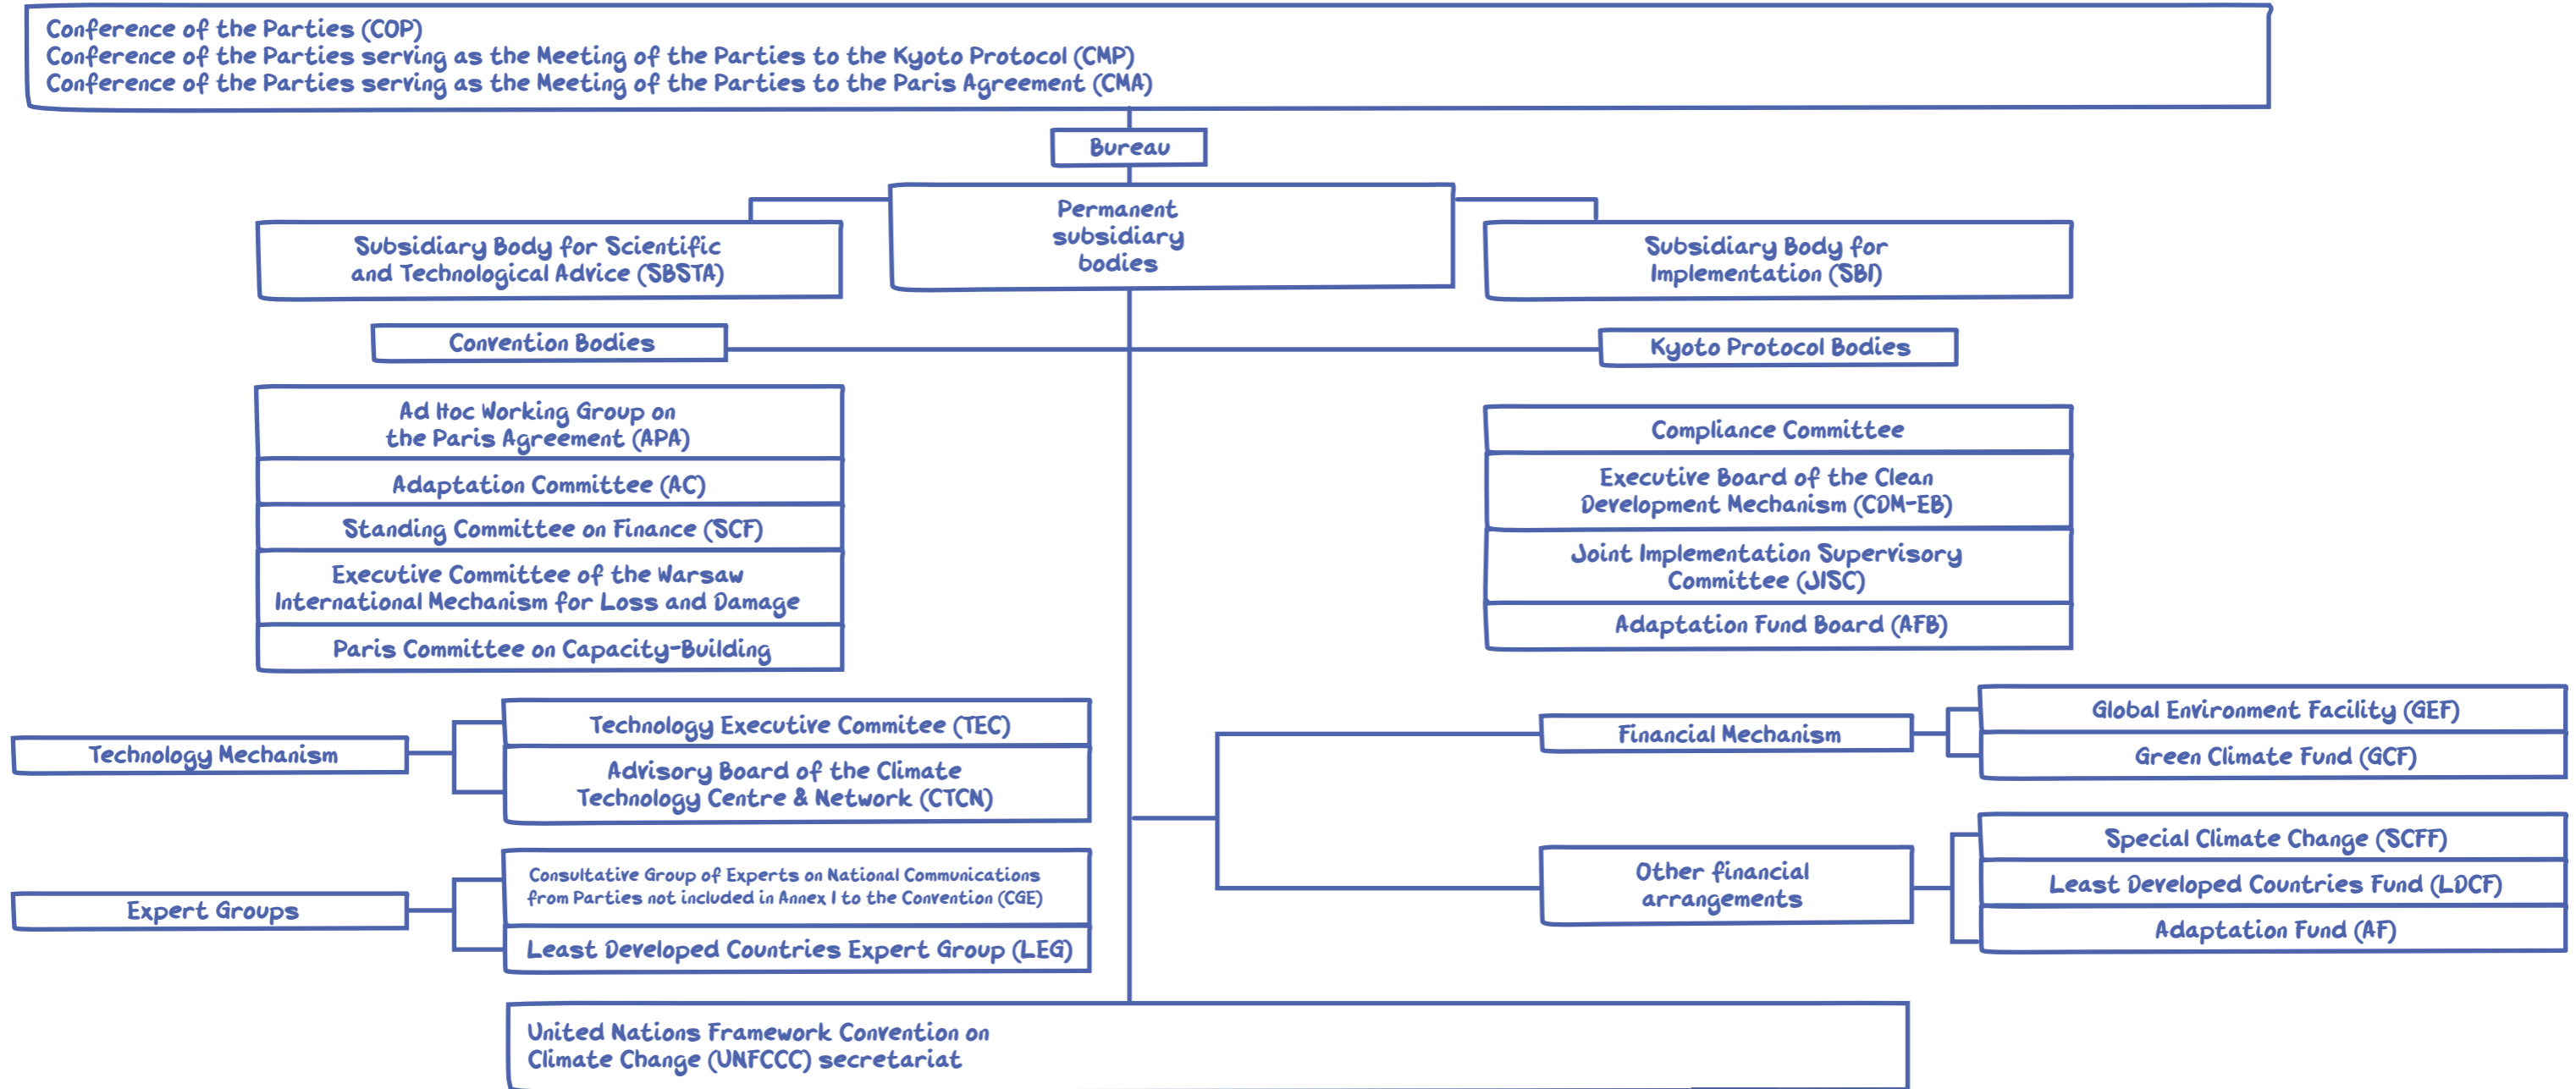 Conference of the Parties (COP)
Conference of the Parties serving as the Meeting of the Parties to the Kyoto Protocol (CMP)
Conference of the Parties serving as the Meeting of the Parties to the Paris Agreement (CMA)
Bureau
Permanent
subsidiary
bodies
Subsidiary Body for Scientific
and Technological Advice (SBSTA)
Subsidiary Body for
Implementation (SBI)
Convention Bodies
Kyoto Protocol Bodies
Ad Hoc Working Group on
the Paris Agreement (APA)
Adaptation Committee (AC)
Standing Committee on Finance (SCF)
Executive Committee of the Warsaw
International Mechanism for Loss and Damage
Paris Committee on Capacity-Building
Compliance Committee
Executive Board of the Clean
Development Mechanism (CDM-EB)
Joint Implementation Supervisory
Committee (JISC)
Adaptation Fund Board (AFB)
Technology Mechanism
Technology Executive Commitee (TEC)
Advisory Board of the Climate
Technology Centre & Network (CTCN)
Financial Mechanism
Global Environment Facility (GEF)
Green Climate Fund (GCF)
Expert Groups
Consultative Group of Experts on National Communications
from Parties not included in Annex I to the Convention (CGE)
Least Developed Countries Expert Group (LEG)
Other financial
arrangements
Special Climate Change (SCFF)
Least Developed Countries Fund (LDCF)
Adaptation Fund (AF)
United Nations Framework Convention on
Climate Change (UNFCCC) secretariat